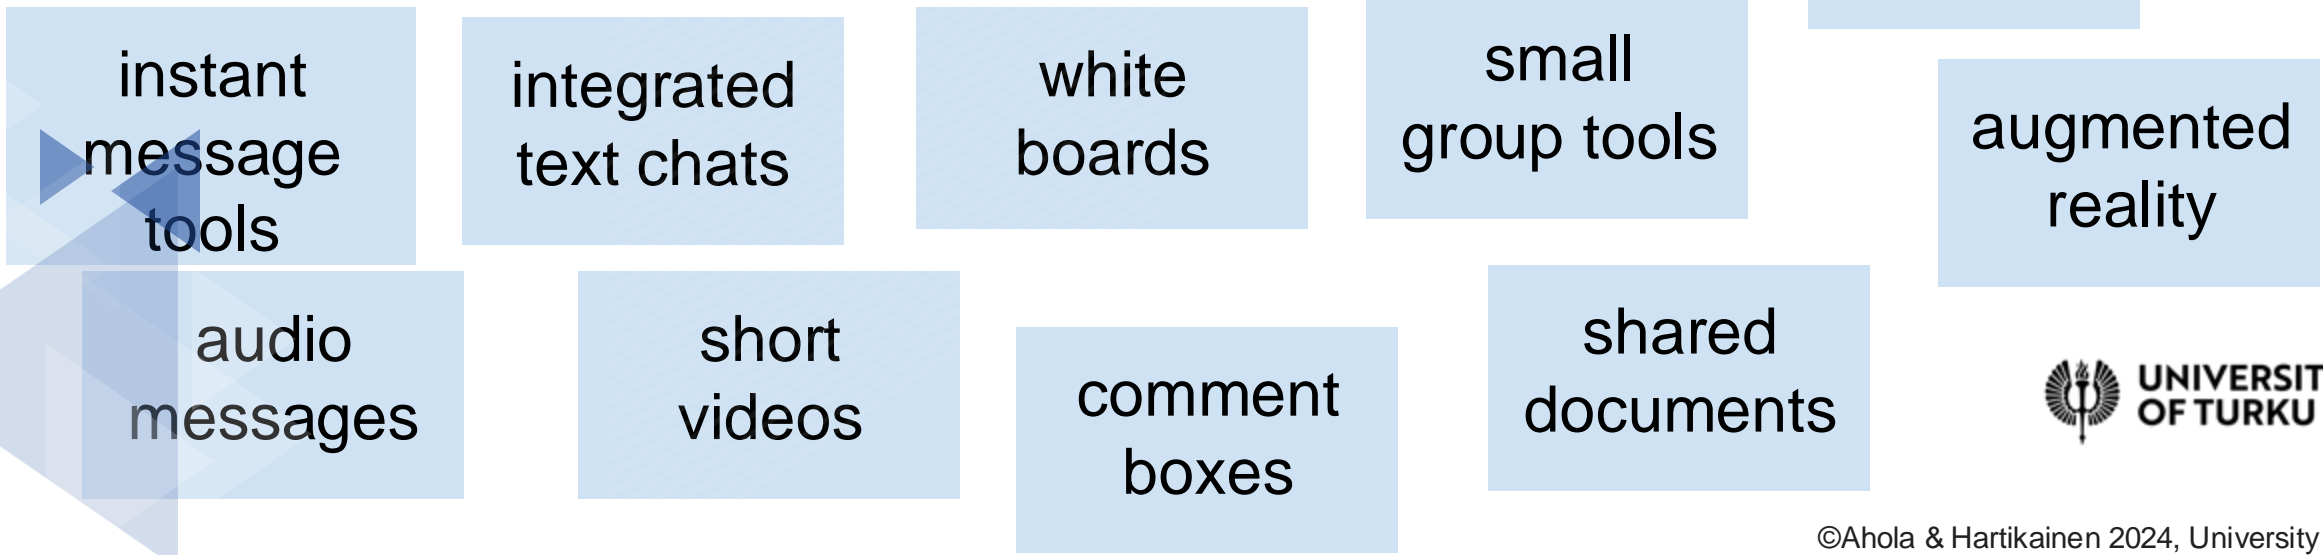 instant
message
tools
integrated
text chats
white
boards
small
group tools
augmented
reality
audio
messages
short
videos
comment
boxes
shared
documents
UNIVERSIT
OF TURKU
©Ahola & Hartikainen 2024, University